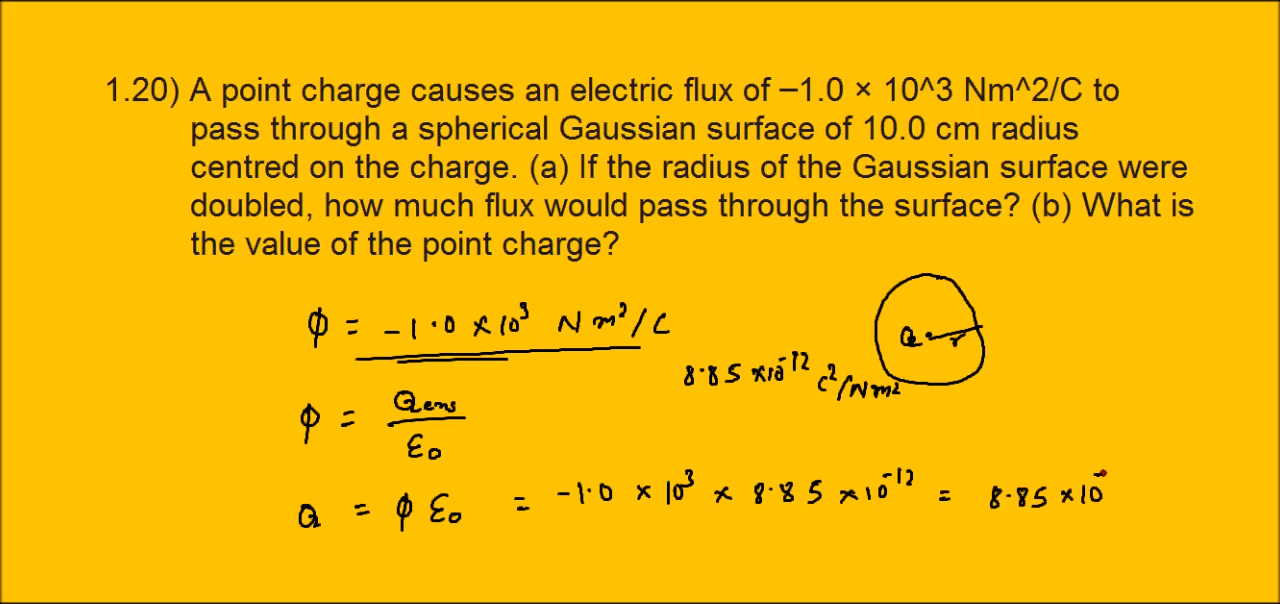 1.20) A point charge causes an electric flux of –1.0 × 10^3 Nm^2/C to
pass through a spherical Gaussian surface of 10.0 cm radius
centred on the charge. (a) If the radius of the Gaussian surface were
doubled, how much flux would pass through the surface? (b) What is
the value of the point charge?
ϕ = -1.0 × 10³ N m²/C
Q r
8.85 ×10⁻¹² C²/Nm²
ϕ = Qens / ε₀
Q = ϕ ε₀ = -1.0 × 10³ × 8.85 ×10⁻¹² = 8.85 ×10⁻